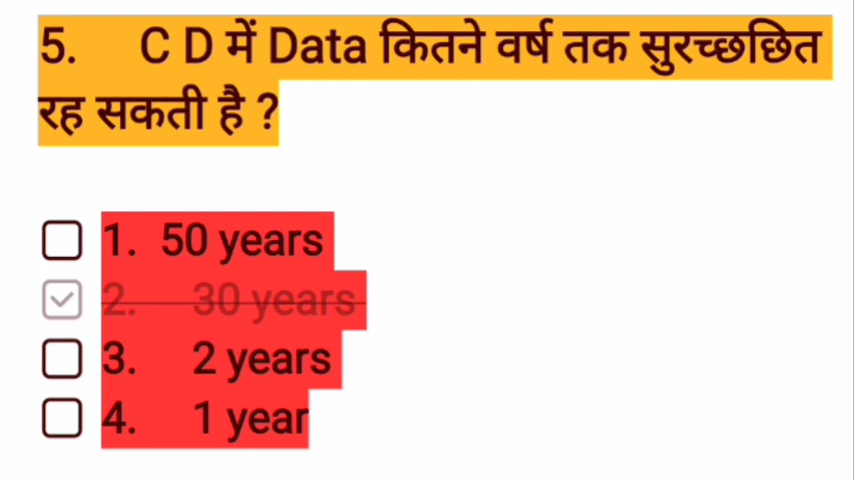 5. C D में Data कितने वर्ष तक सुरच्छछित
रह सकती है ?
1. 50 years
2. 30 years
3. 2 years
4. 1 year